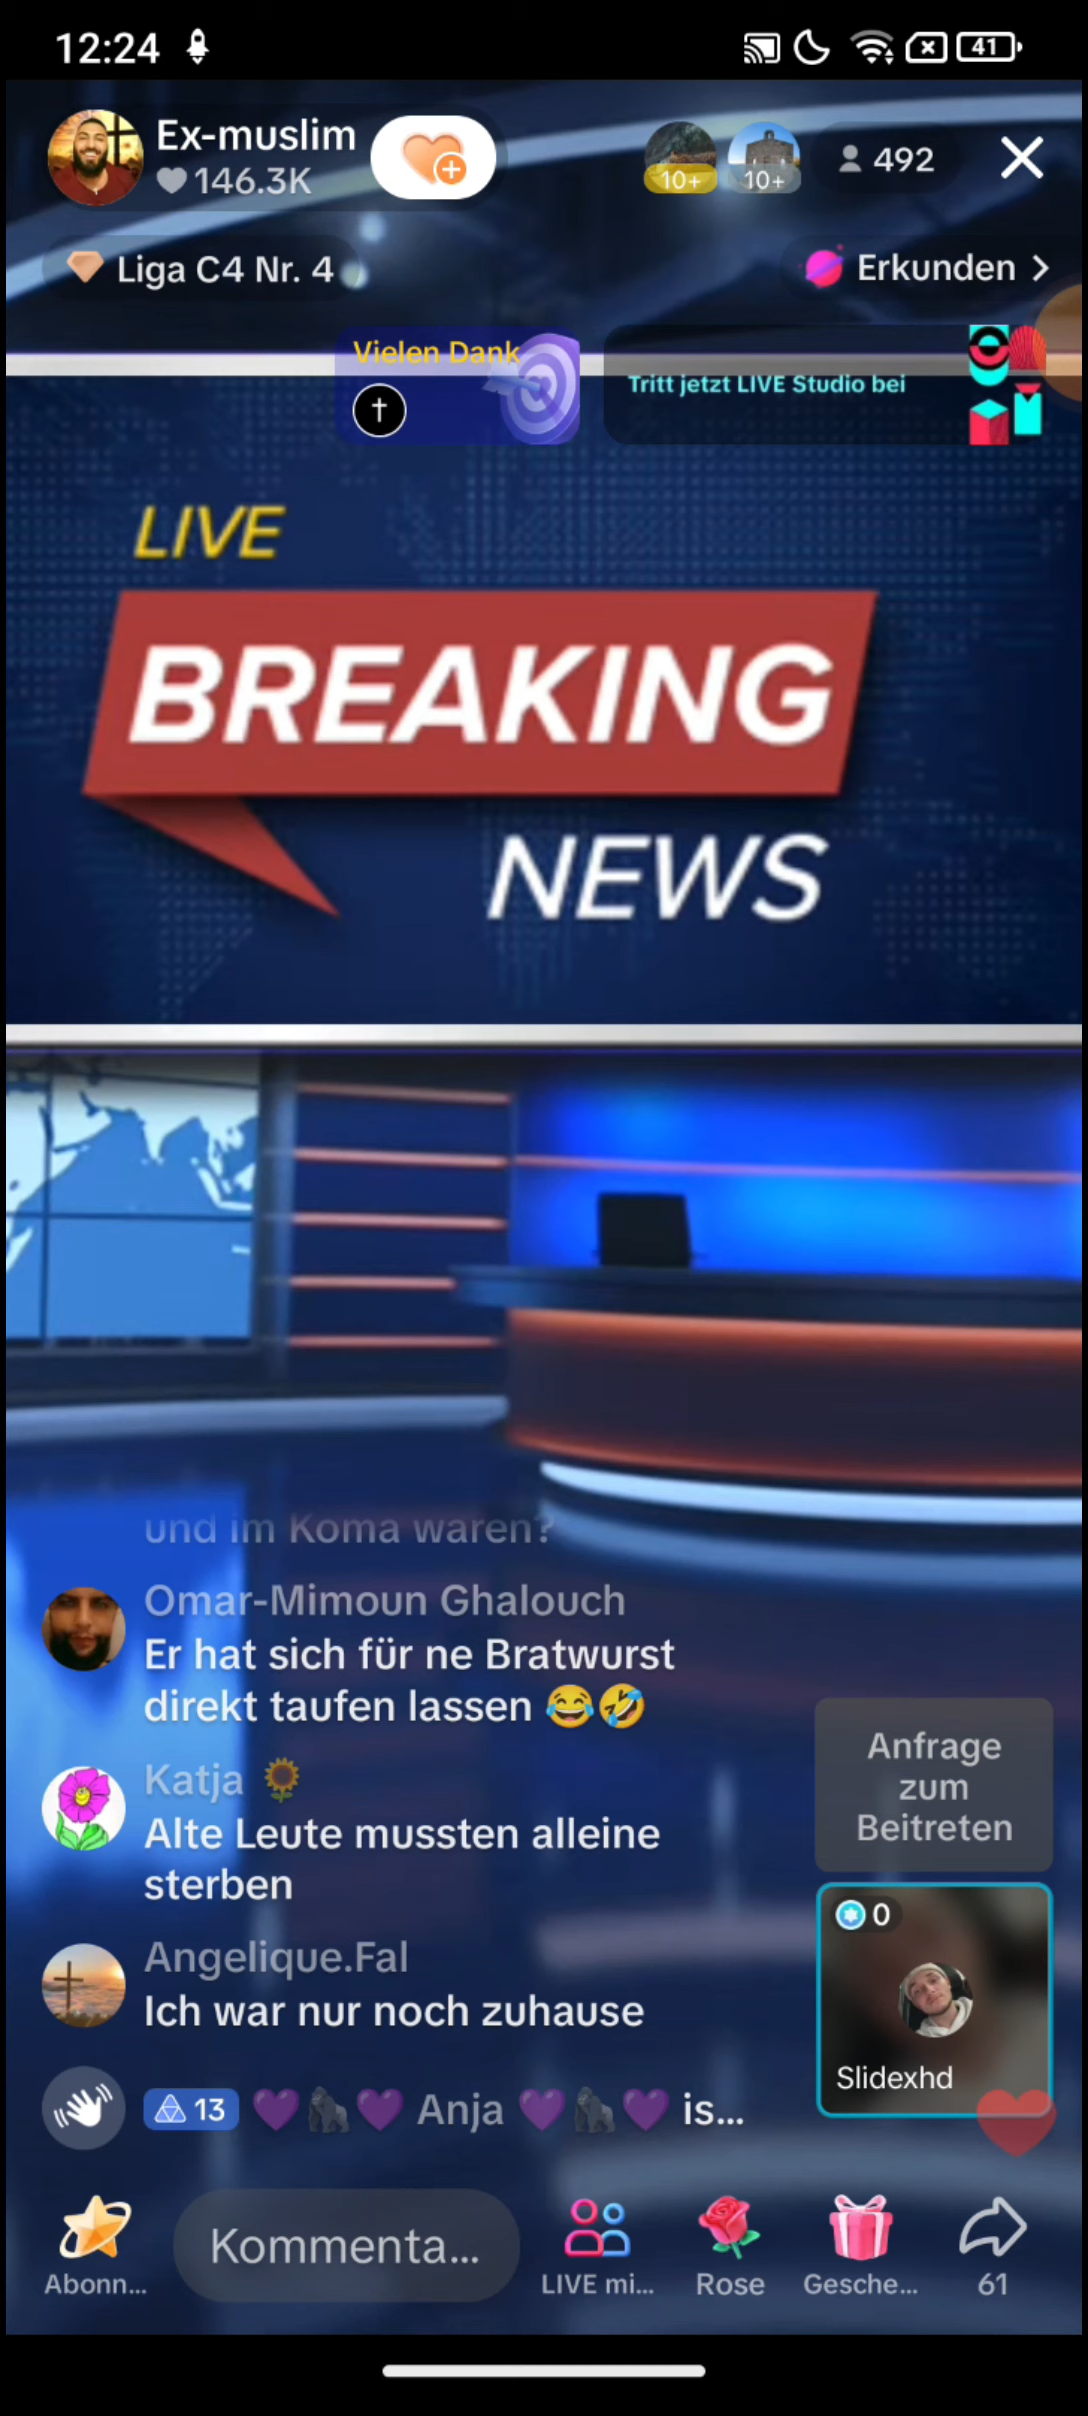 12:24
41
Ex-muslim
146.3K
10+
10+
492
Liga C4 Nr. 4
Erkunden
Vielen Dank
Tritt jetzt LIVE Studio bei
LIVE
BREAKING
NEWS
und im Koma waren?
Omar-Mimoun Ghalouch
Er hat sich für ne Bratwurst
direkt taufen lassen 😂🤣
Katja 🌻
Alte Leute mussten alleine
sterben
Angelique.Fal
Ich war nur noch zuhause
13 💜🦍💜 Anja 💜🦍💜 is...
Anfrage
zum
Beitreten
0
Slidexhd
Kommenta...
Abonn...
LIVE mi...
Rose
Gesche...
61